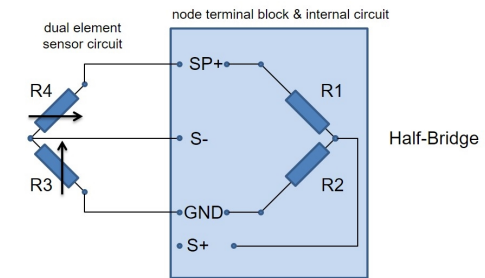 node terminal block & internal circuit
dual element
sensor circuit
SP+
R4
R1
S-
Half-Bridge
R3
R2
GND
S+